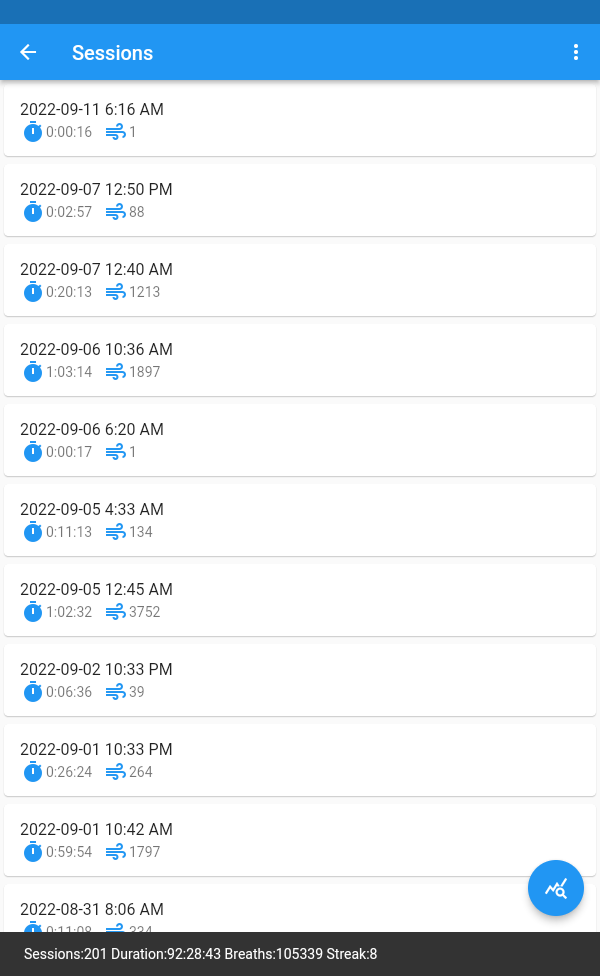 Sessions
2022-09-11 6:16 AM
0:00:16 1
2022-09-07 12:50 PM
0:02:57 88
2022-09-07 12:40 AM
0:20:13 1213
2022-09-06 10:36 AM
1:03:14 1897
2022-09-06 6:20 AM
0:00:17 1
2022-09-05 4:33 AM
0:11:13 134
2022-09-05 12:45 AM
1:02:32 3752
2022-09-02 10:33 PM
0:06:36 39
2022-09-01 10:33 PM
0:26:24 264
2022-09-01 10:42 AM
0:59:54 1797
2022-08-31 8:06 AM
Sessions:201 Duration:92:28:43 Breaths:105339 Streak:8